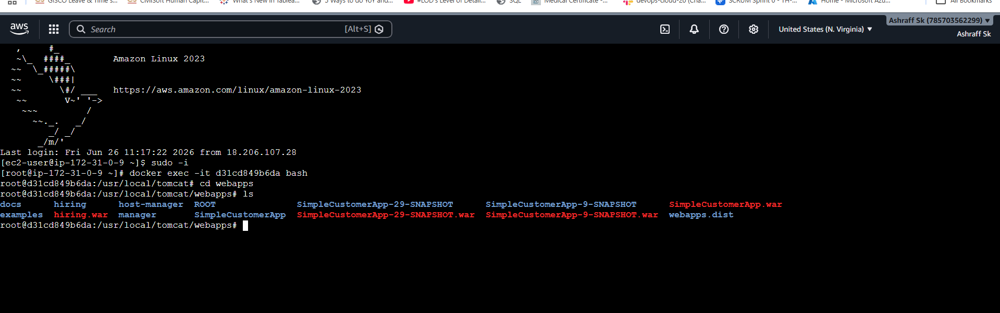 GISCO Leave & Time s...
CiMiSoft Human Capit...
What's New in Tablea...
5 Ways to do YoY and...
#LOD's Level of Detail...
SQL
Medical Certificate -...
devops-cloud-20 (Cha...
SCRUM Sprint 0 - TH-...
Home - Microsoft Azu...
All Bookmarks
aws
Search
[Alt+S]
United States (N. Virginia)
Ashraff Sk (785703562299)
Ashraff Sk
   ,     #_
   ~\_  ####_        Amazon Linux 2023
  ~~  \_#####\
  ~~     \###|
  ~~       \#/ ___   https://aws.amazon.com/linux/amazon-linux-2023
   ~~       V~' '->
    ~~~         /
      ~~._.   _/
         _/ _/
       _/m/'
Last login: Fri Jun 26 11:17:22 2026 from 18.206.107.28
[ec2-user@ip-172-31-0-9 ~]$ sudo -i
[root@ip-172-31-0-9 ~]# docker exec -it d31cd849b6da bash
root@d31cd849b6da:/usr/local/tomcat# cd webapps
root@d31cd849b6da:/usr/local/tomcat/webapps# ls
docs      hiring      host-manager  ROOT               SimpleCustomerApp-29-SNAPSHOT      SimpleCustomerApp-9-SNAPSHOT      SimpleCustomerApp.war
examples  hiring.war  manager       SimpleCustomerApp  SimpleCustomerApp-29-SNAPSHOT.war  SimpleCustomerApp-9-SNAPSHOT.war  webapps.dist
root@d31cd849b6da:/usr/local/tomcat/webapps#